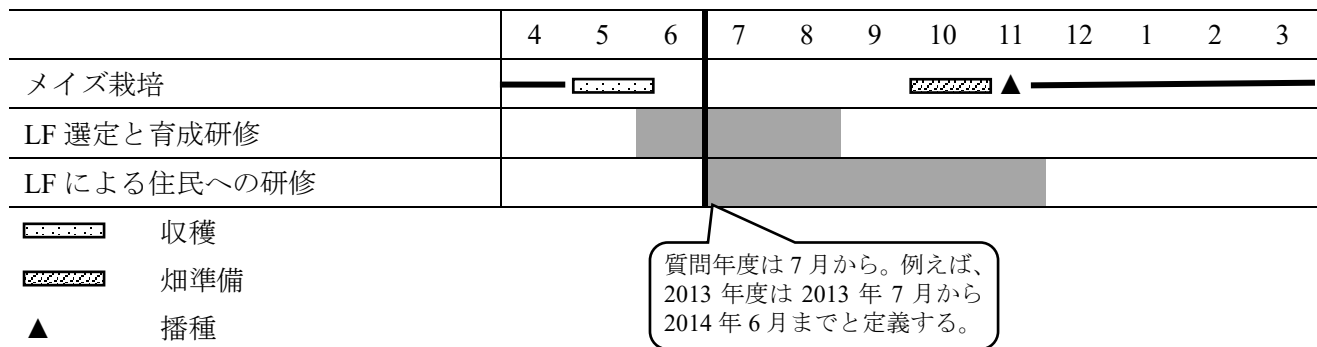 4 5 6 7 8 9 10 11 12 1 2 3
メイズ栽培
▲
LF 選定と育成研修
LF による住民への研修
収穫
畑準備
▲ 播種
質問年度は 7 月から。例えば、
2013 年度は 2013 年 7 月から
2014 年 6 月までと定義する。